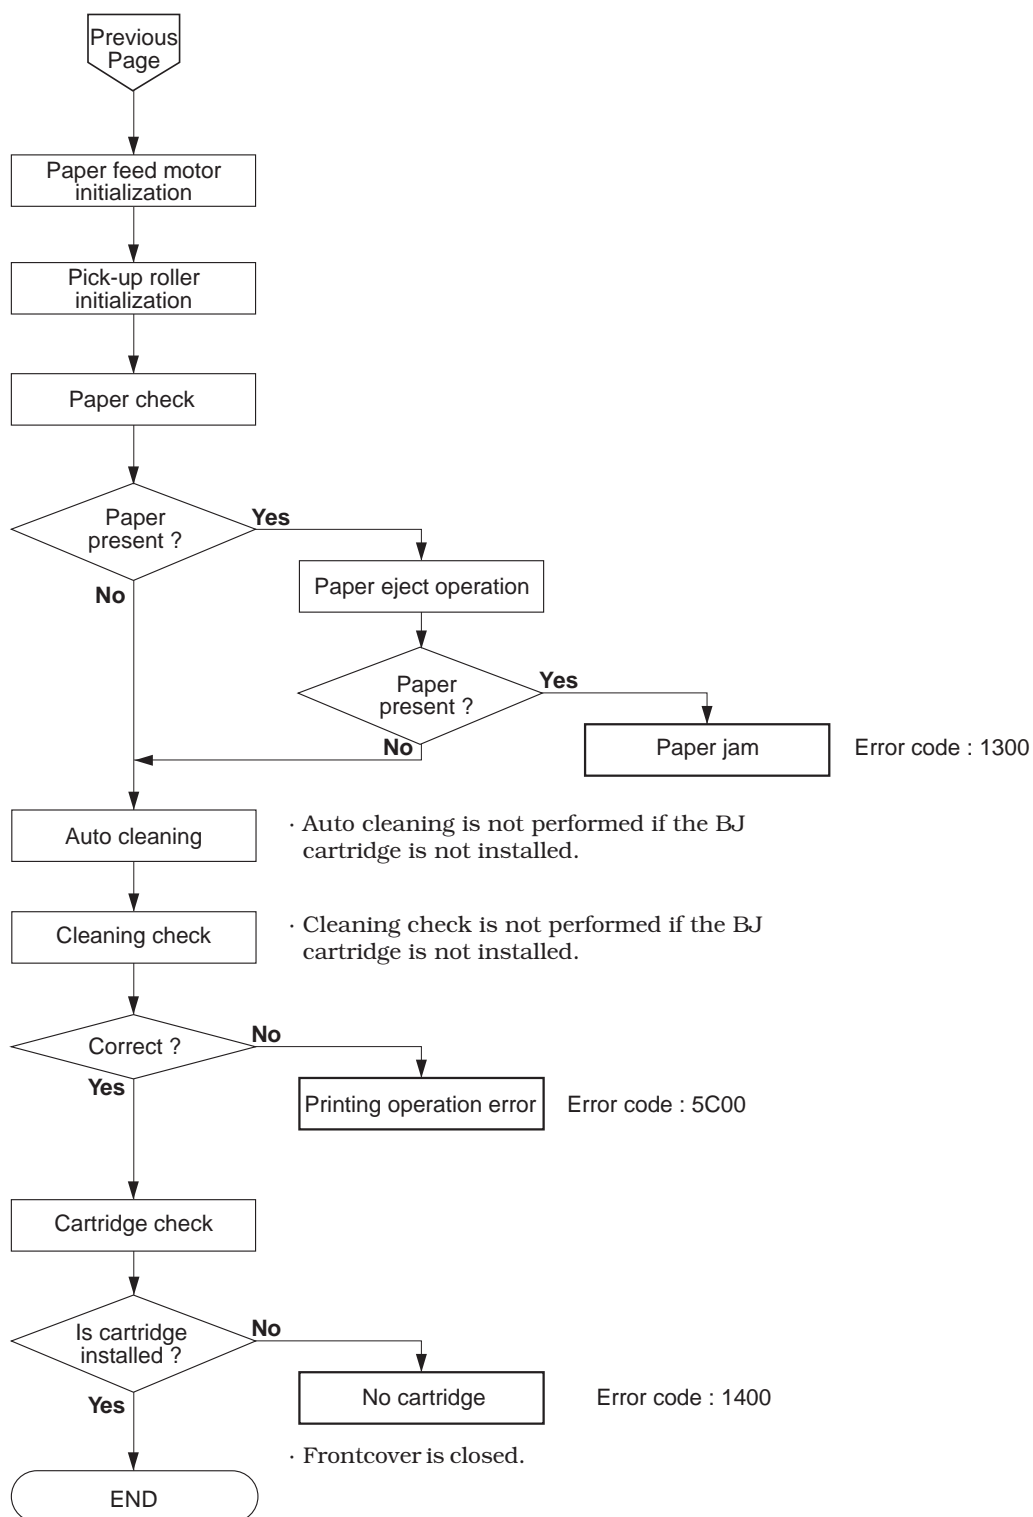 Previous
Page
Paper feed motor
initialization
Pick-up roller
initialization
Paper check
Paper
present ?
Yes
No
Paper eject operation
Paper
present ?
Yes
No
Paper jam
Error code : 1300
Auto cleaning
· Auto cleaning is not performed if the BJ
cartridge is not installed.
Cleaning check
· Cleaning check is not performed if the BJ
cartridge is not installed.
Correct ?
No
Yes
Printing operation error
Error code : 5C00
Cartridge check
Is cartridge
installed ?
No
Yes
No cartridge
Error code : 1400
· Frontcover is closed.
END